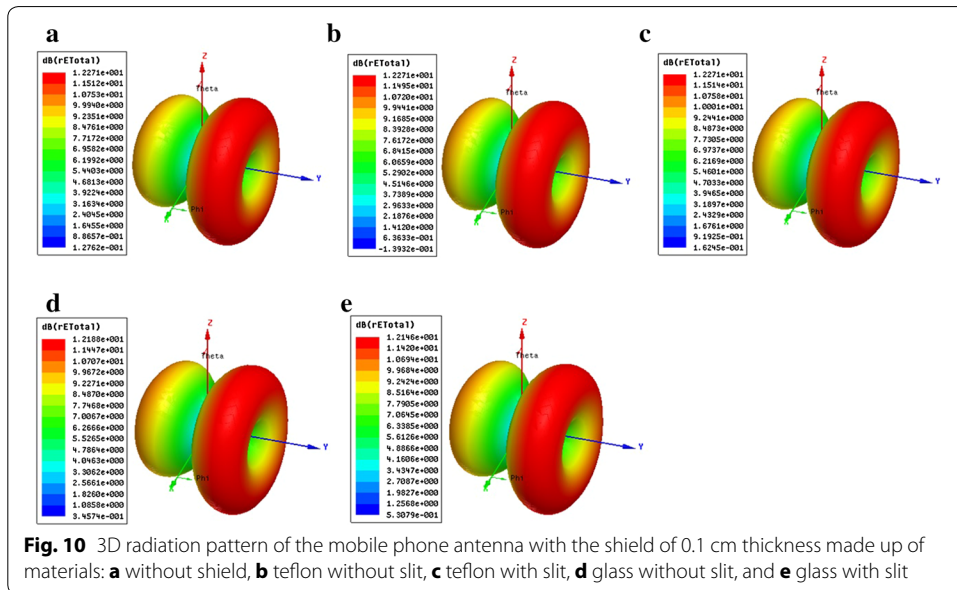 a
dB(rETotal)
1.2271e+001
1.1512e+001
1.0753e+001
9.9940e+000
9.2351e+000
8.4761e+000
7.7172e+000
6.9582e+000
6.1992e+000
5.4403e+000
4.6813e+000
3.9224e+000
3.1634e+000
2.4045e+000
1.6455e+000
8.8657e-001
1.2762e-001
Z
Theta
Y
Phi
X
b
dB(rETotal)
1.2271e+001
1.1495e+001
1.0720e+001
9.9441e+000
9.1685e+000
8.3928e+000
7.6172e+000
6.8415e+000
6.0659e+000
5.2902e+000
4.5146e+000
3.7389e+000
2.9633e+000
2.1876e+000
1.4120e+000
6.3633e-001
-1.3932e-001
Z
Theta
Y
Phi
X
c
dB(rETotal)
1.2271e+001
1.1514e+001
1.0758e+001
1.0001e+001
9.2441e+000
8.4873e+000
7.7305e+000
6.9737e+000
6.2169e+000
5.4601e+000
4.7033e+000
3.9465e+000
3.1897e+000
2.4329e+000
1.6761e+000
9.1925e-001
1.6245e-001
Z
Theta
Y
Phi
X
d
dB(rETotal)
1.2188e+001
1.1447e+001
1.0707e+001
9.9672e+000
9.2271e+000
8.4870e+000
7.7468e+000
7.0067e+000
6.2666e+000
5.5265e+000
4.7864e+000
4.0463e+000
3.3062e+000
2.5661e+000
1.8260e+000
1.0858e+000
3.4574e-001
Z
Theta
Y
Phi
X
e
dB(rETotal)
1.2146e+001
1.1420e+001
1.0694e+001
9.9684e+000
9.2424e+000
8.5164e+000
7.7905e+000
7.0645e+000
6.3385e+000
5.6126e+000
4.8866e+000
4.1606e+000
3.4347e+000
2.7087e+000
1.9827e+000
1.2568e+000
5.3079e-001
Z
Theta
Y
Phi
X
Fig. 10 3D radiation pattern of the mobile phone antenna with the shield of 0.1 cm thickness made up of
materials: a without shield, b teflon without slit, c teflon with slit, d glass without slit, and e glass with slit